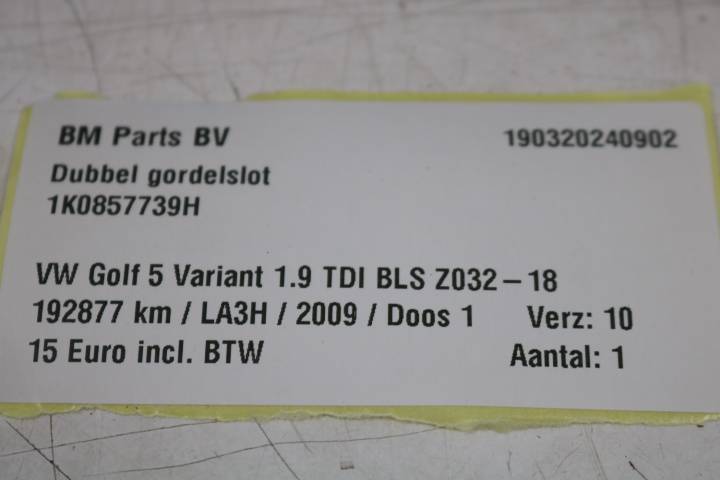 BM Parts BV 190320240902
Dubbel gordelslot
1K0857739H
VW Golf 5 Variant 1.9 TDI BLS Z032-18
192877 km / LA3H / 2009 / Doos 1 Verz: 10
15 Euro incl. BTW Aantal: 1